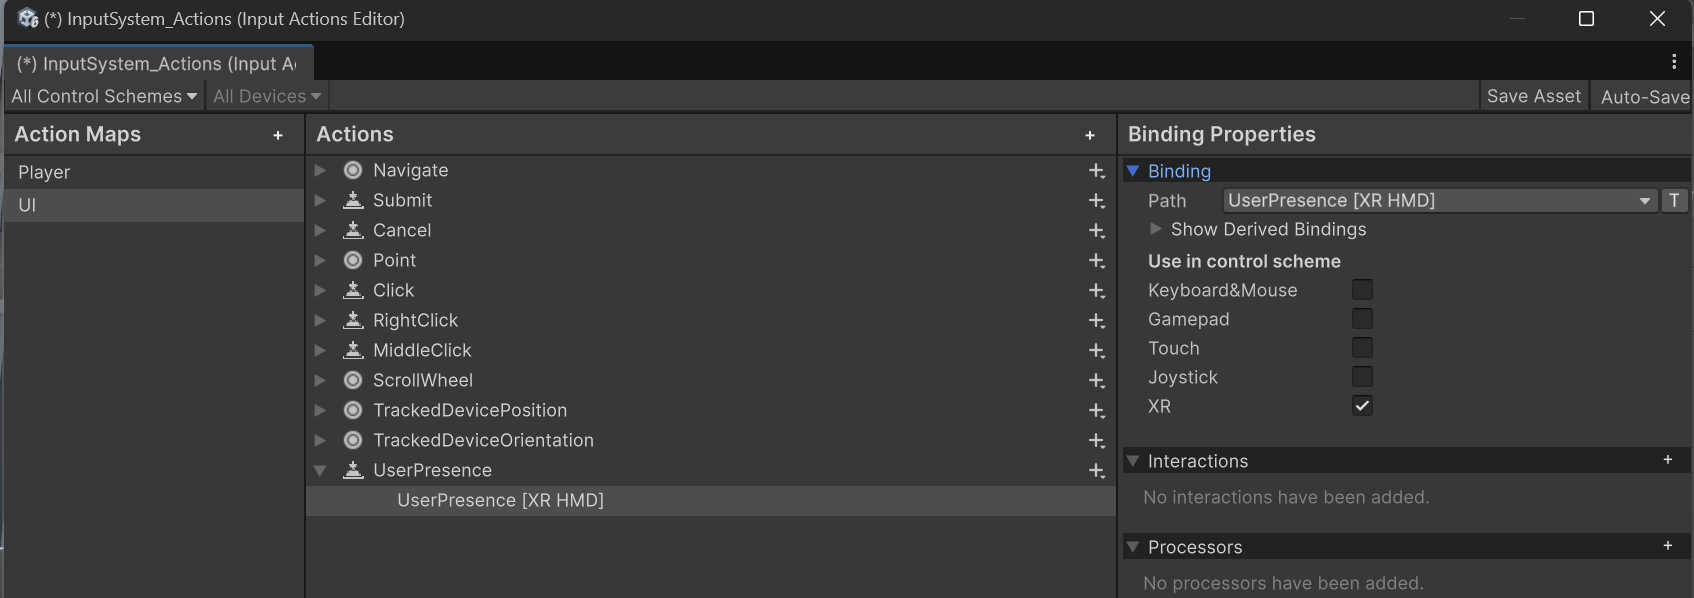 (*) InputSystem_Actions (Input Actions Editor)
(*) InputSystem_Actions (Input A
All Control Schemes All Devices Save Asset Auto-Save
Action Maps +
Player
UI
Actions +
Navigate
Submit
Cancel
Point
Click
RightClick
MiddleClick
ScrollWheel
TrackedDevicePosition
TrackedDeviceOrientation
UserPresence
UserPresence [XR HMD]
Binding Properties
Binding
Path UserPresence [XR HMD] T
Show Derived Bindings
Use in control scheme
Keyboard&Mouse
Gamepad
Touch
Joystick
XR
Interactions +
No interactions have been added.
Processors +
No processors have been added.